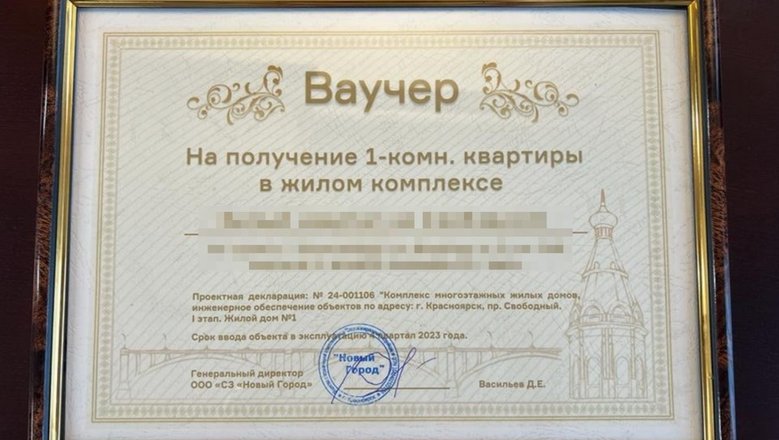 Ваучер
На получение 1-комн. квартиры
в жилом комплексе
Проектная декларация: № 24-001106 "Комплекс многоэтажных жилых домов,
инженерное обеспечение объектов по адресу: г. Красноярск, пр. Свободный.
I этап. Жилой дом №1
Срок ввода объекта в эксплуатацию 4 квартал 2023 года.
"Новый
Город"
Генеральный директор
ООО «СЗ «Новый Город»
Васильев Д.Е.